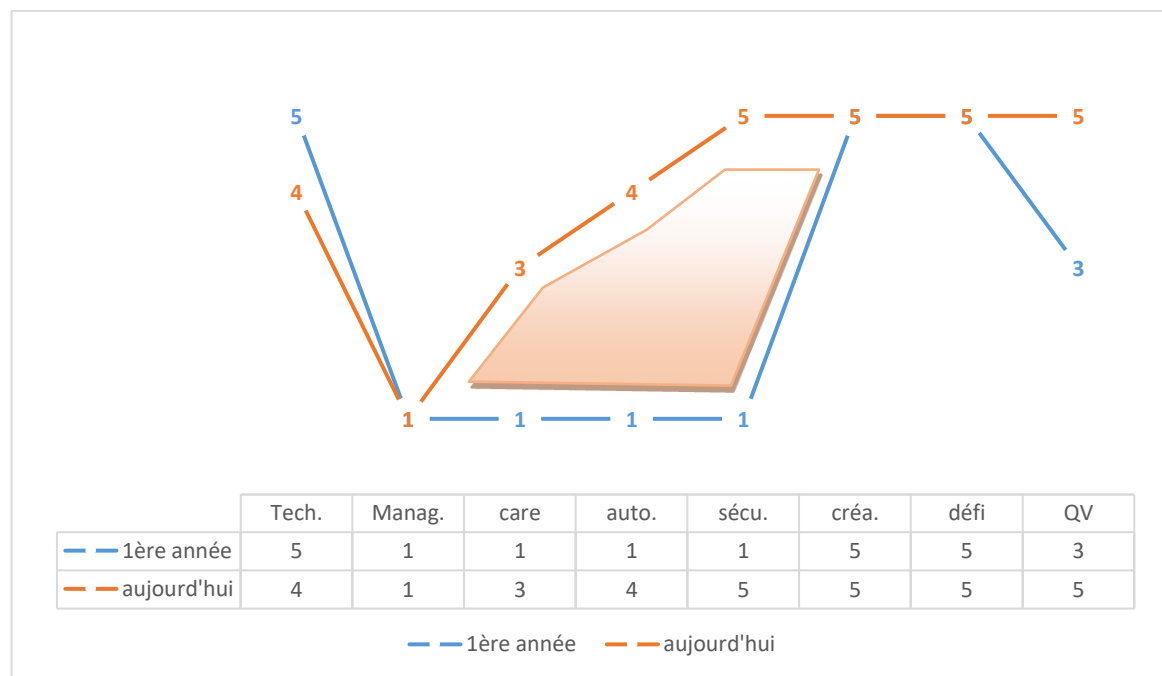 5 5 5 5 5
4 4
3 3
1 1 1 1
Tech. Manag. care auto. sécu. créa. défi QV
1ère année 5 1 1 1 1 5 5 3
aujourd'hui 4 1 3 4 5 5 5 5
1ère année aujourd'hui